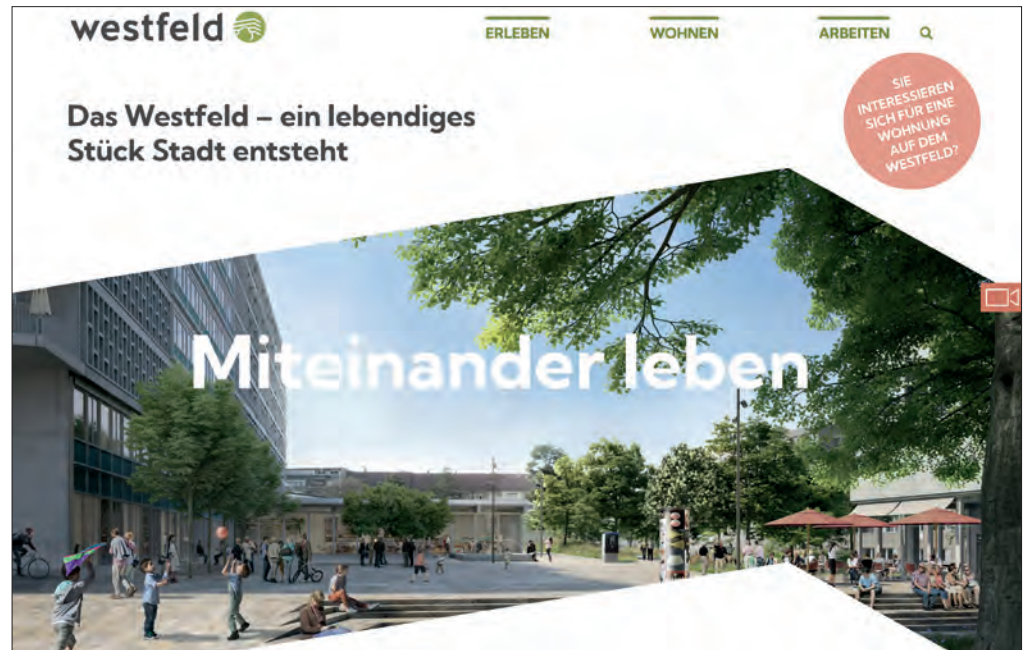 westfeld
ERLEBEN
WOHNEN
ARBEITEN
SIE
INTERESSIEREN
SICH FÜR EINE
WOHNUNG
AUF DEM
WESTFELD?
Das Westfeld – ein lebendiges
Stück Stadt entsteht
Miteinander leben